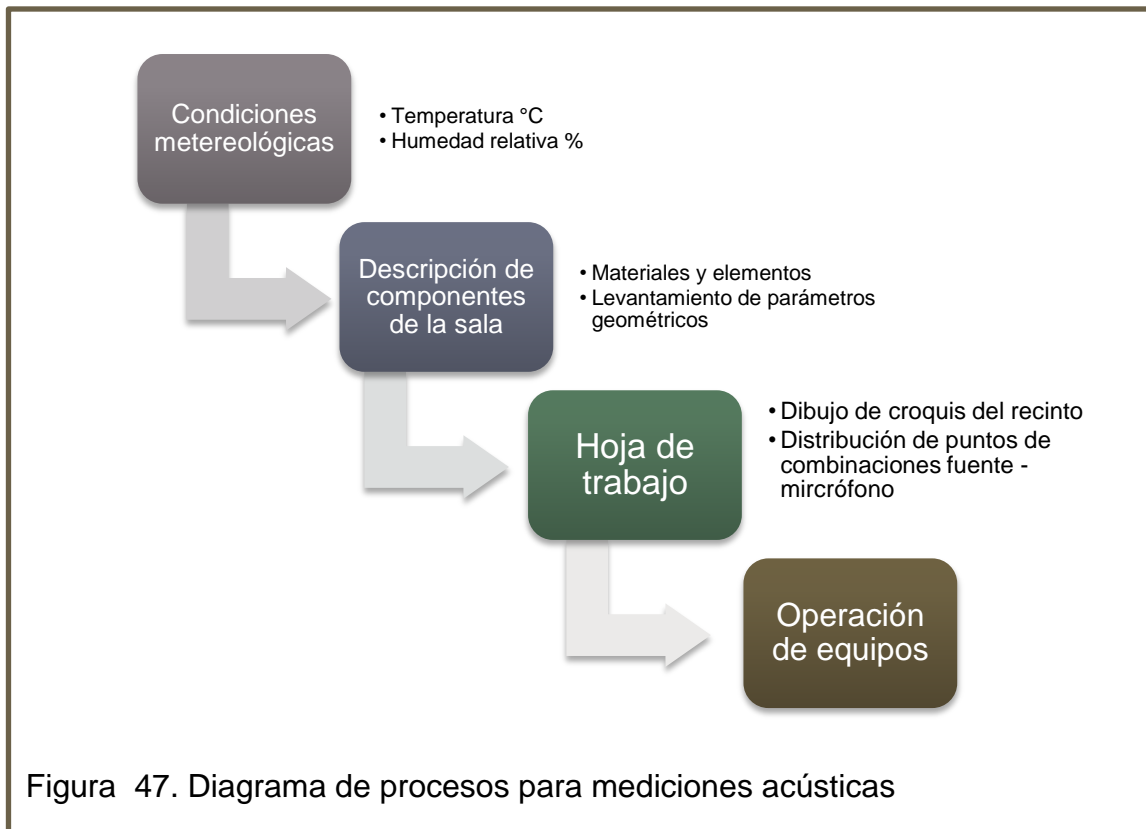 Condiciones
metereológicas
• Temperatura °C
• Humedad relativa %
Descripción de
componentes
de la sala
• Materiales y elementos
• Levantamiento de parámetros
geométricos
Hoja de
trabajo
• Dibujo de croquis del recinto
• Distribución de puntos de
combinaciones fuente -
mircrófono
Operación
de equipos
Figura 47. Diagrama de procesos para mediciones acústicas